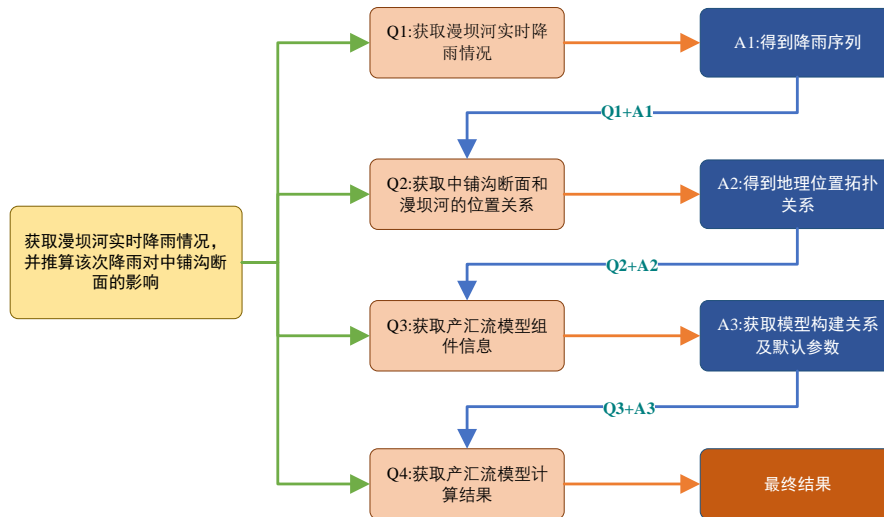 Q1:获取漫坝河实时降
雨情况
A1:得到降雨序列
Q1+A1
Q2:获取中铺沟断面和
漫坝河的位置关系
A2:得到地理位置拓扑
关系
获取漫坝河实时降雨情况，
并推算该次降雨对中铺沟断
面的影响
Q2+A2
Q3:获取产汇流模型组
件信息
A3:获取模型构建关系
及默认参数
Q3+A3
Q4:获取产汇流模型计
算结果
最终结果